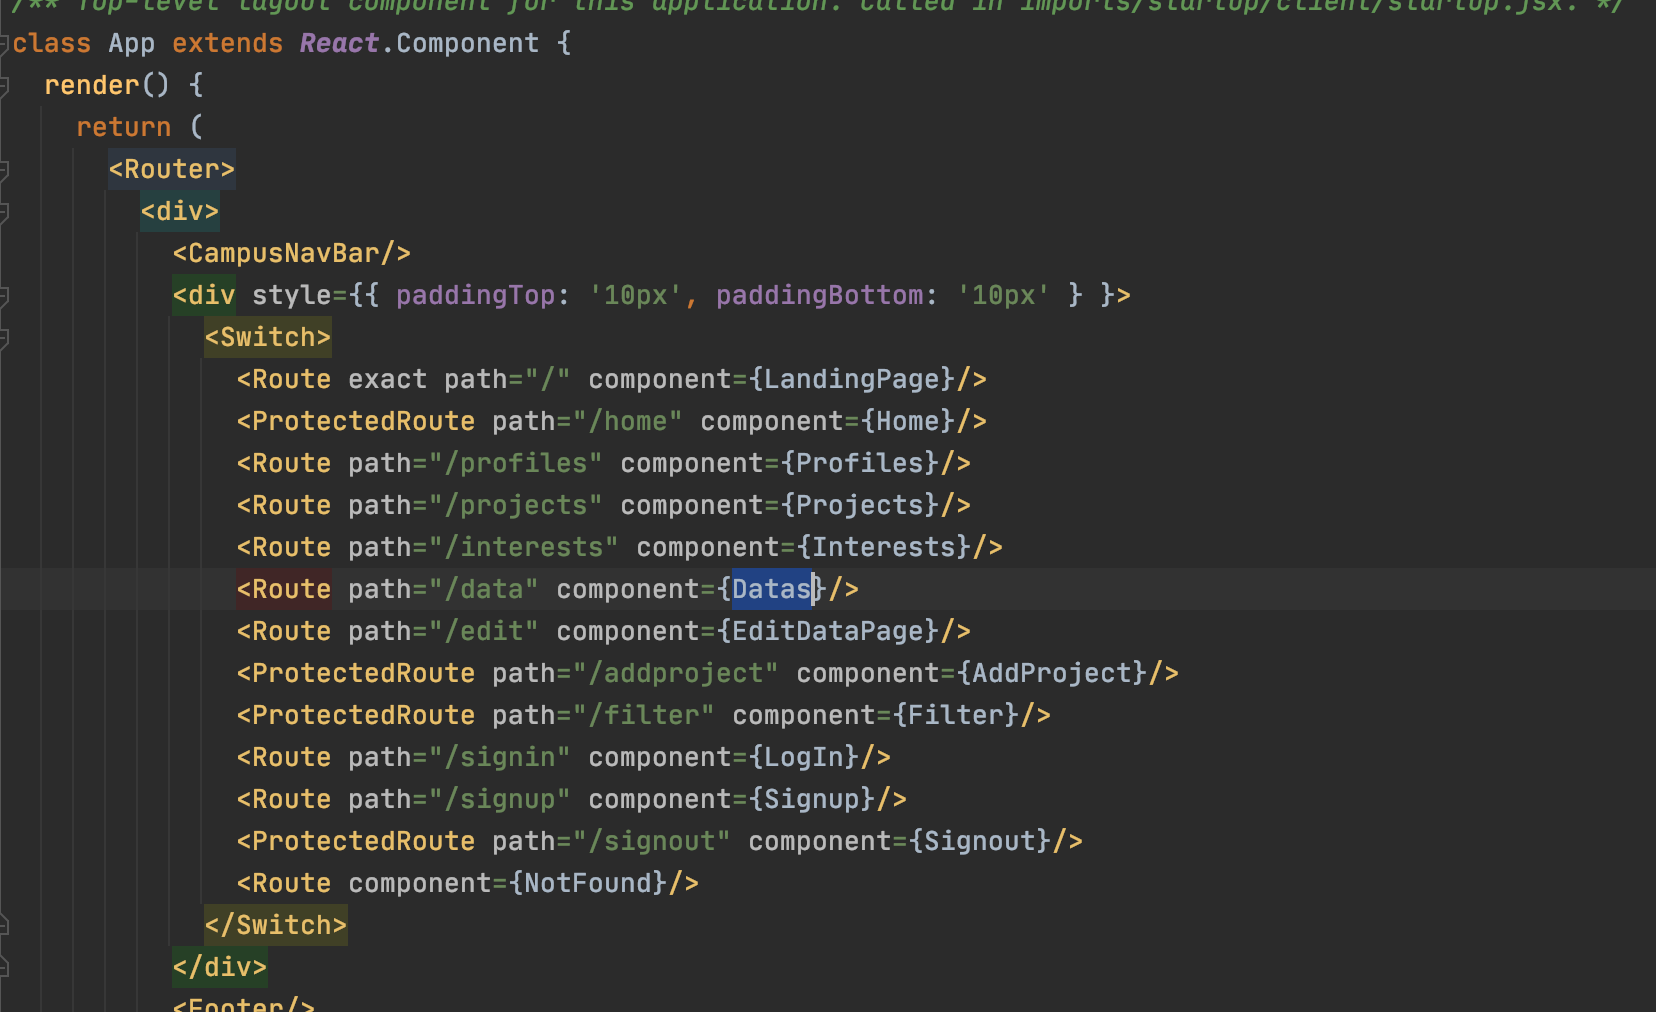 /** Top-level layout component for this application. Called in imports/startup/client/startup.jsx. */
class App extends React.Component {
render() {
return (
<Router>
<div>
<CampusNavBar/>
<div style={{ paddingTop: '10px', paddingBottom: '10px' } }>
<Switch>
<Route exact path="/" component={LandingPage}/>
<ProtectedRoute path="/home" component={Home}/>
<Route path="/profiles" component={Profiles}/>
<Route path="/projects" component={Projects}/>
<Route path="/interests" component={Interests}/>
<Route path="/data" component={Datas}/>
<Route path="/edit" component={EditDataPage}/>
<ProtectedRoute path="/addproject" component={AddProject}/>
<ProtectedRoute path="/filter" component={Filter}/>
<Route path="/signin" component={LogIn}/>
<Route path="/signup" component={Signup}/>
<ProtectedRoute path="/signout" component={Signout}/>
<Route component={NotFound}/>
</Switch>
</div>
<Footer/>